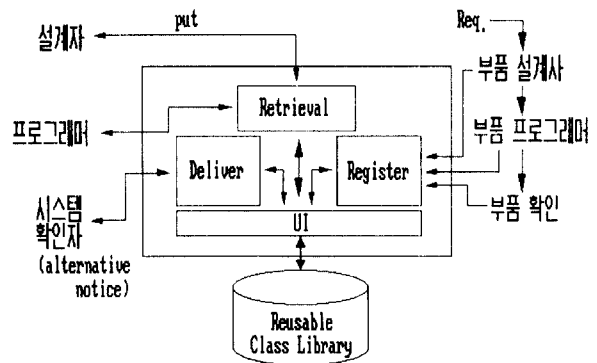 put
Req.
설계자
부품 설계사
Retrieval
프로그래머
부품 프로그래머
Deliver
Register
시스템
확인자
(alternative
notice)
부품 확인
UI
Reusable
Class Library